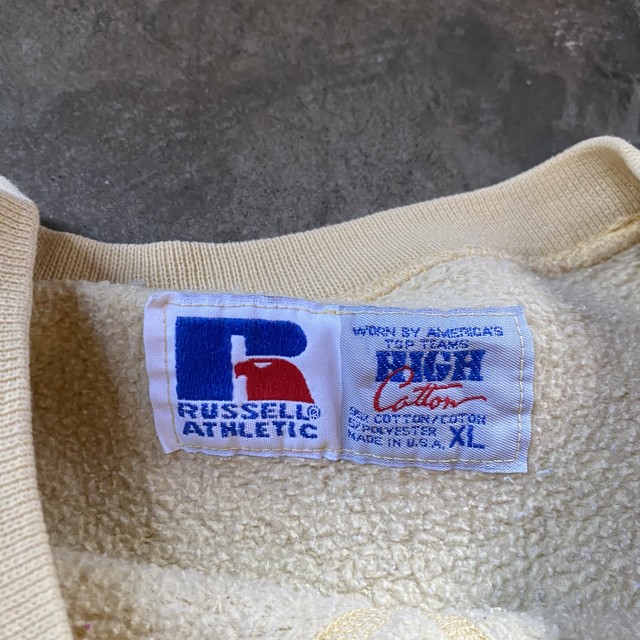 RUSSELL®
ATHLETIC
WORN BY AMERICA'S
TOP TEAMS
HIGH
Cotton
COTTON/COTON
POLYESTER
MADE IN U.S.A. XL